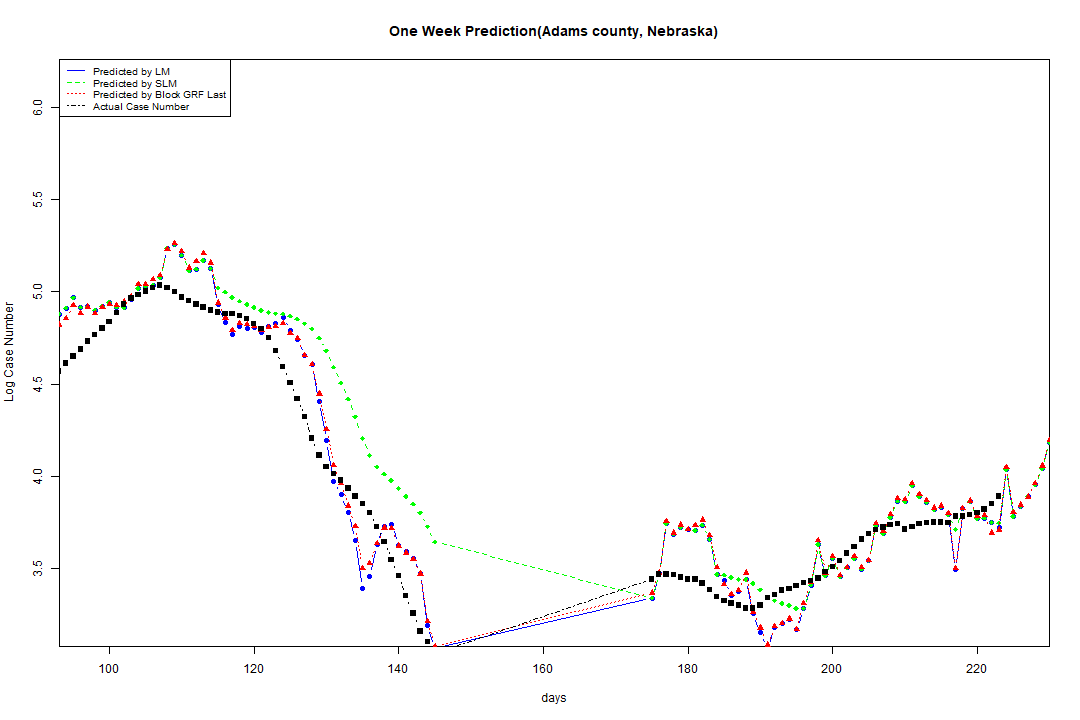 One Week Prediction(Adams county, Nebraska)
Predicted by LM
Predicted by SLM
Predicted by Block GRF Last
Actual Case Number
Log Case Number
6.0
5.5
5.0
4.5
4.0
3.5
100 120 140 160 180 200 220
days